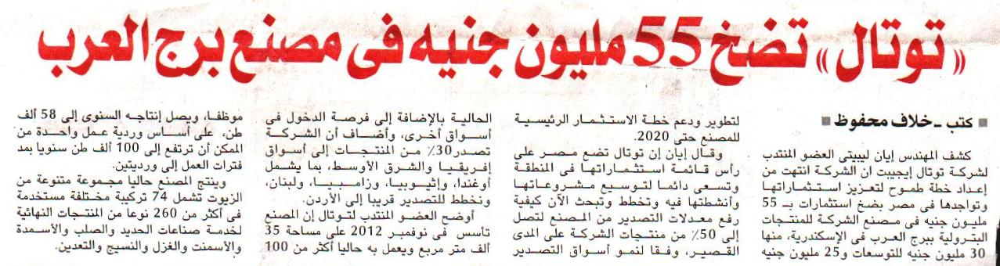 «توتال» تضخ 55 مليون جنيه فى مصنع برج العرب
■ كتب ـ خلاف محفوظ ■
كشف المهندس إيان ليبيتى العضو المنتدب
لشركة توتال إيجيبت ان الشركة انتهت من
إعداد خطة طموح لتعزيز استثماراتها
وتواجدها فى مصر بضخ استثارات بـ 55
مليون جنيه فى مصنع الشركة للمنتجات
البترولية ببرج العرب فى الإسكندرية، منها
30 مليون جنيه للتوسعات و25 مليون جنيه
لتطوير ودعم خطة الاستثمار الرئيسية
للمصنع حتى 2020.
وقال إيان إن توتال تضع مصر على
رأس قائمة استثماراتها فى المنطقة
وتسعى دائما لتوسيع مشروعاتها
وأنشطتها فيه وتخطط وتبحث الآن كيفية
رفع معدلات التصدير من المصنع لتصل
إلى 50٪ من منتجات الشركة على المدى
القصير، وفقا لنمو أسواق التصدير
الحالية بالإضافة إلى فرصة الدخول فى
أسواق أخرى، وأضاف أن الشركة
تصدر30٪ من المنتجات إلى أسواق
إفريقيا والشرق الأوسط، بما يشمل
أوغندا، وإثيوبيا، وزامبيا، ولبنان،
ونخطط للتصدير قريبا إلى الأردن.
أوضح العضو المنتدب لتوتال إن المصنع
تأسس فى نوفمبر 2012 على مساحة 35
ألف متر مربع ويعمل به حاليا أكثر من 100
موظفا، ويصل إنتاجه السنوى إلى 58 ألف
طن، على أساس وردية عمل واحدة من
الممكن أن ترتفع إلى 100 ألف طن سنويا بمد
فترات العمل إلى ورديتين.
وينتج المصنع حاليا مجموعة متنوعة من
الزيوت تشمل 74 تركيبة مختلفة مستخدمة
فى أكثر من 260 نوعا من المنتجات النهائية
لخدمة صناعات الحديد والصلب والأسمدة
والأسمنت والغزل والنسيج والتعدين.